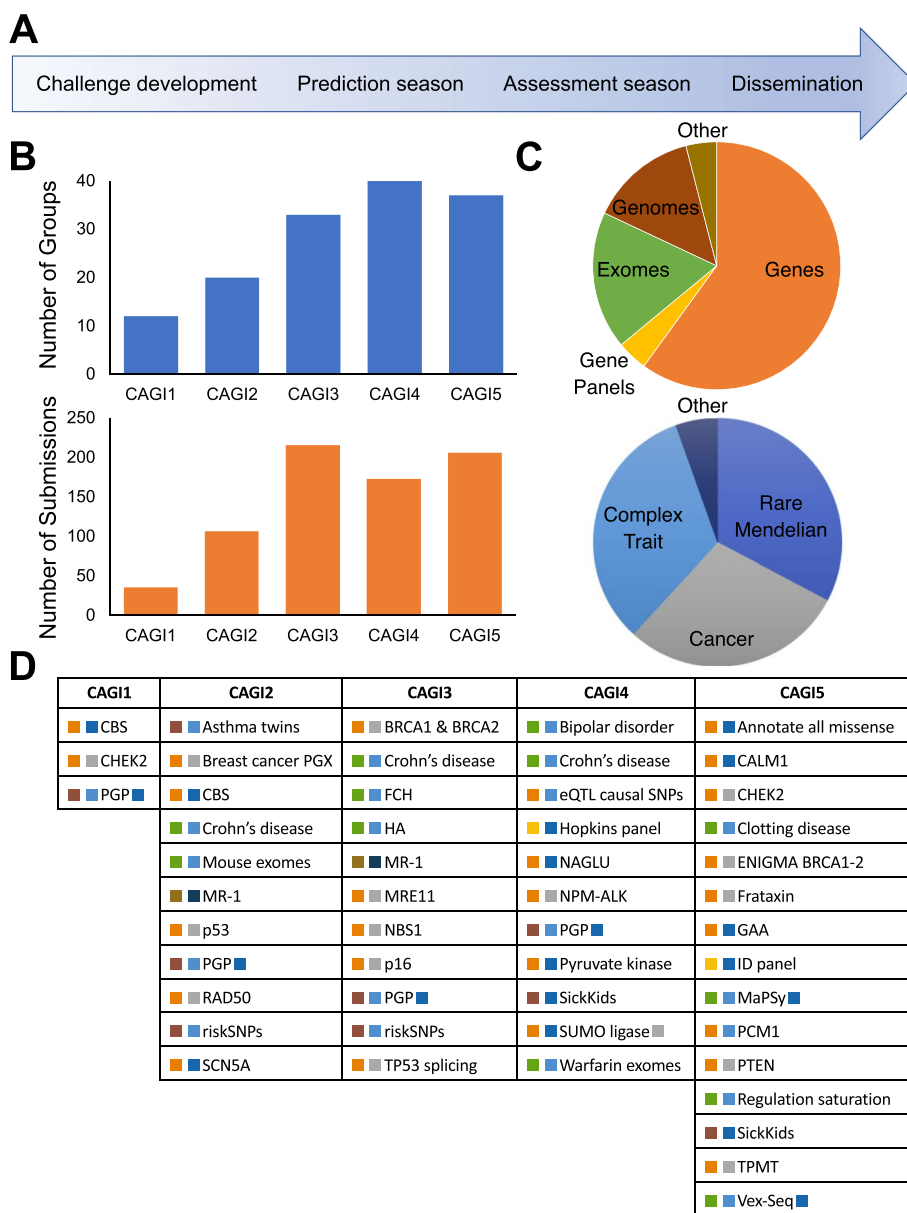 A
Challenge development Prediction season Assessment season Dissemination
B
Number of Groups
40
30
20
10
0
CAGI1 CAGI2 CAGI3 CAGI4 CAGI5
Number of Submissions
250
200
150
100
50
0
CAGI1 CAGI2 CAGI3 CAGI4 CAGI5
C
Other
Genomes
Exomes
Genes
Gene
Panels
Other
Complex
Trait
Rare
Mendelian
Cancer
D
CAGI1 CAGI2 CAGI3 CAGI4 CAGI5
CBS Asthma twins BRCA1 & BRCA2 Bipolar disorder Annotate all missense
CHEK2 Breast cancer PGX Crohn’s disease Crohn’s disease CALM1
PGP CBS FCH eQTL causal SNPs CHEK2
Crohn’s disease HA Hopkins panel Clotting disease
Mouse exomes MR-1 NAGLU ENIGMA BRCA1-2
MR-1 MRE11 NPM-ALK Frataxin
p53 NBS1 PGP GAA
PGP p16 Pyruvate kinase ID panel
RAD50 PGP SickKids MaPSy
riskSNPs riskSNPs SUMO ligase PCM1
SCN5A TP53 splicing Warfarin exomes PTEN
Regulation saturation
SickKids
TPMT
Vex-Seq